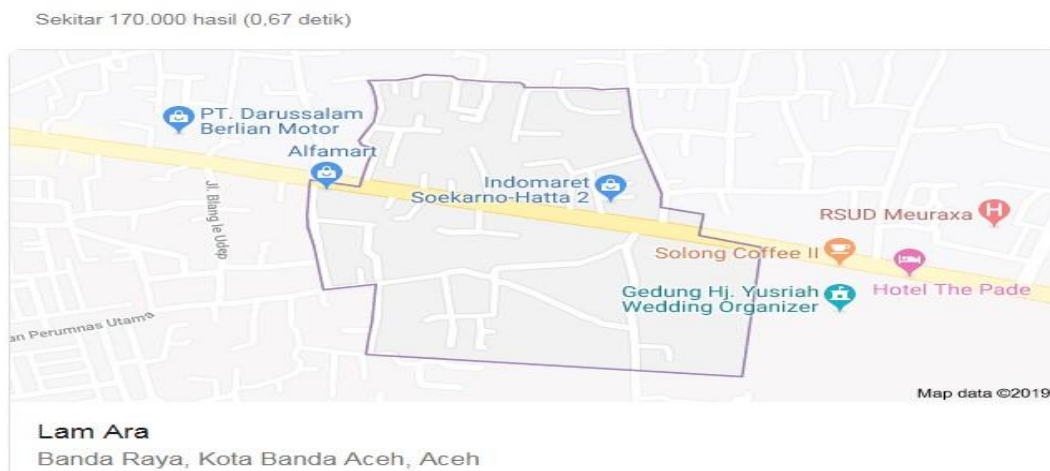 Sekitar 170.000 hasil (0,67 detik)
PT. Darussalam
Berlian Motor
Alfamart
Indomaret
Soekarno-Hatta 2
Jl. Blang Ie Udep
RSUD Meuraxa
Solong Coffee II
Hotel The Pade
Gedung Hj. Yusriah
Wedding Organizer
an Perumnas Utama
Map data ©2019
Lam Ara
Banda Raya, Kota Banda Aceh, Aceh